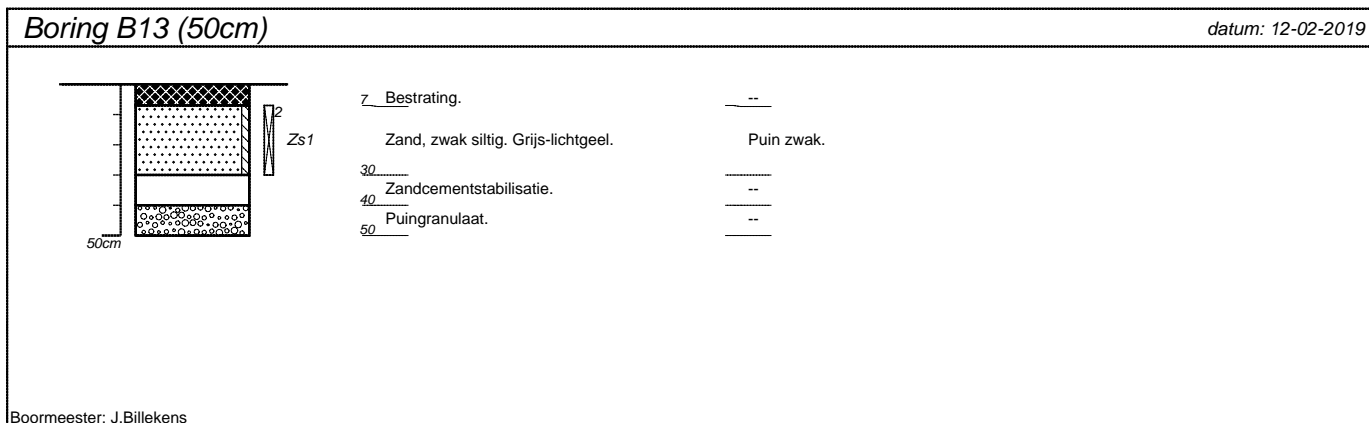 Boring B13 (50cm) datum: 12-02-2019
7 Bestrating. --
2
Zs1 Zand, zwak siltig. Grijs-lichtgeel. Puin zwak.
30
Zandcementstabilisatie. --
40
Puingranulaat. --
50
50cm
Boormeester: J.Billekens